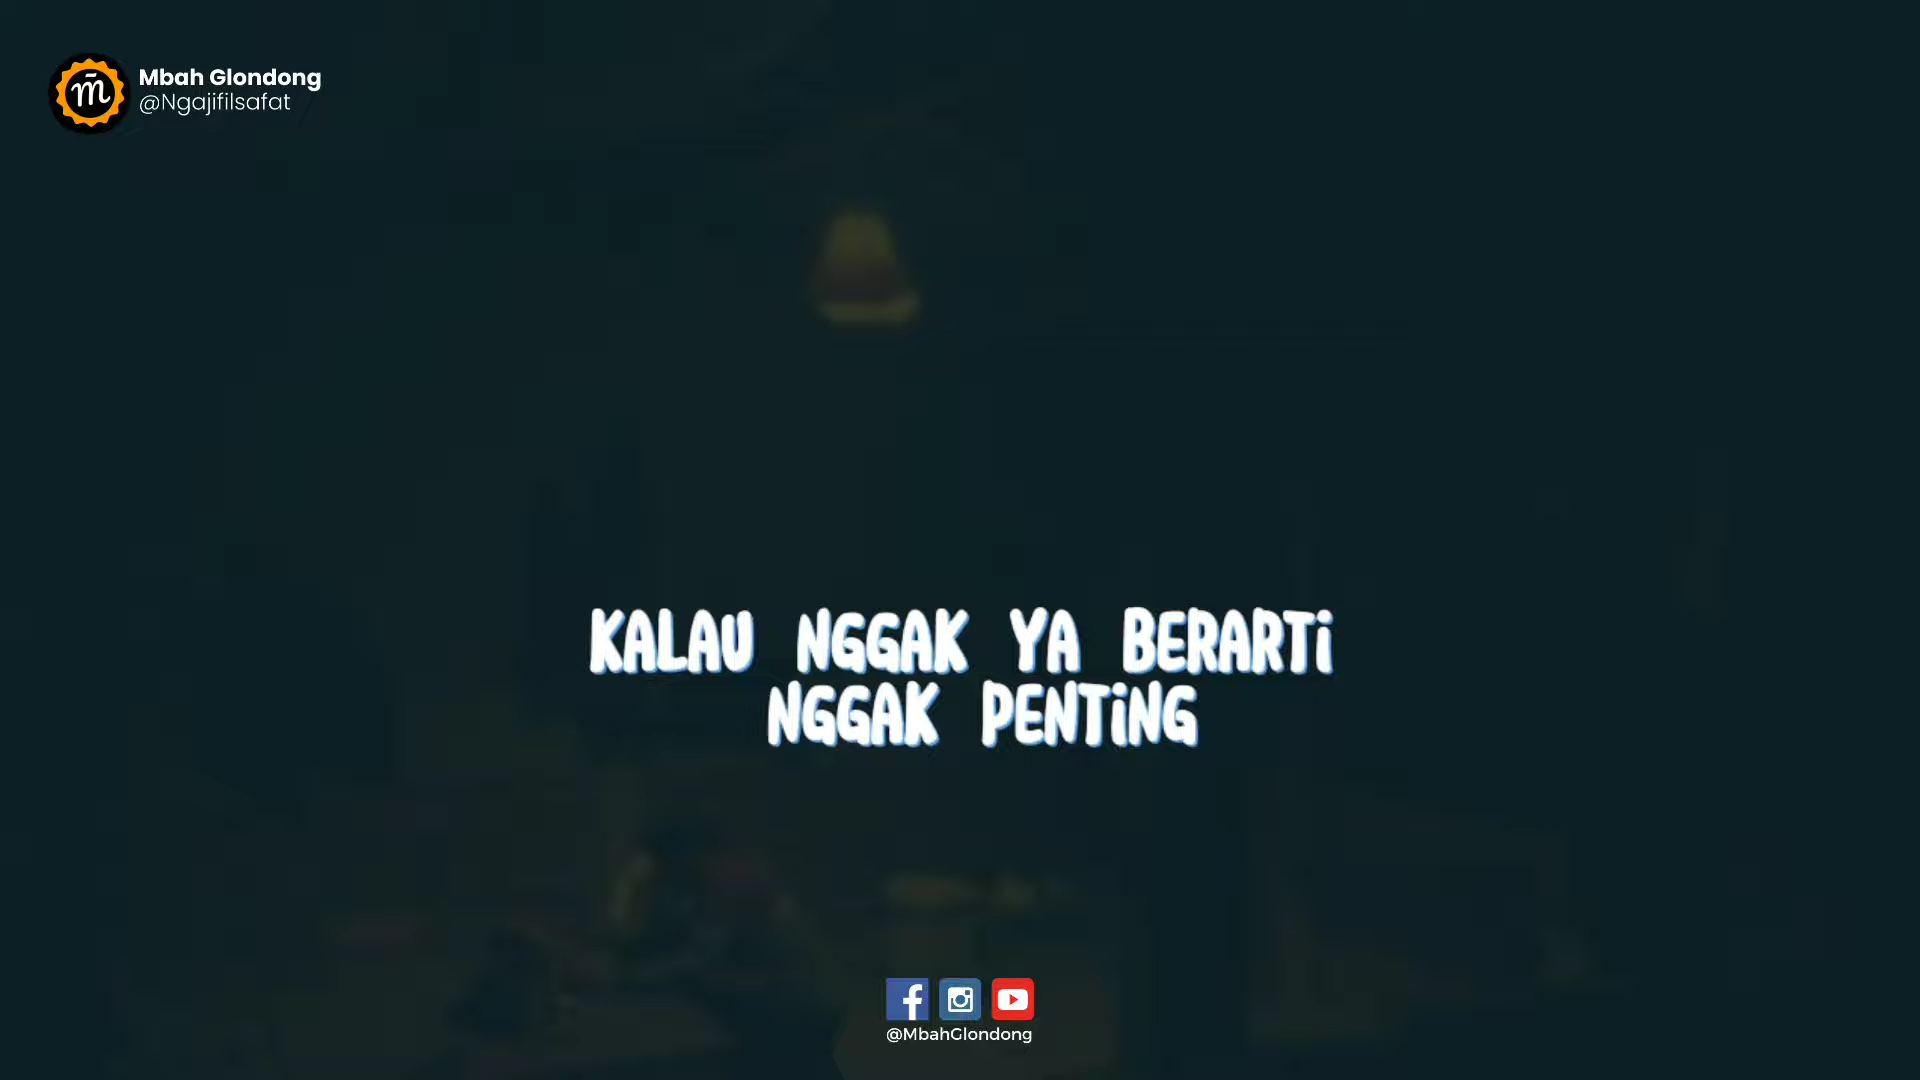 Mbah Glondong
@Ngajifilsafat
KALAU NGGAK YA BERARTi
NGGAK PENTiNG
@MbahGlondong